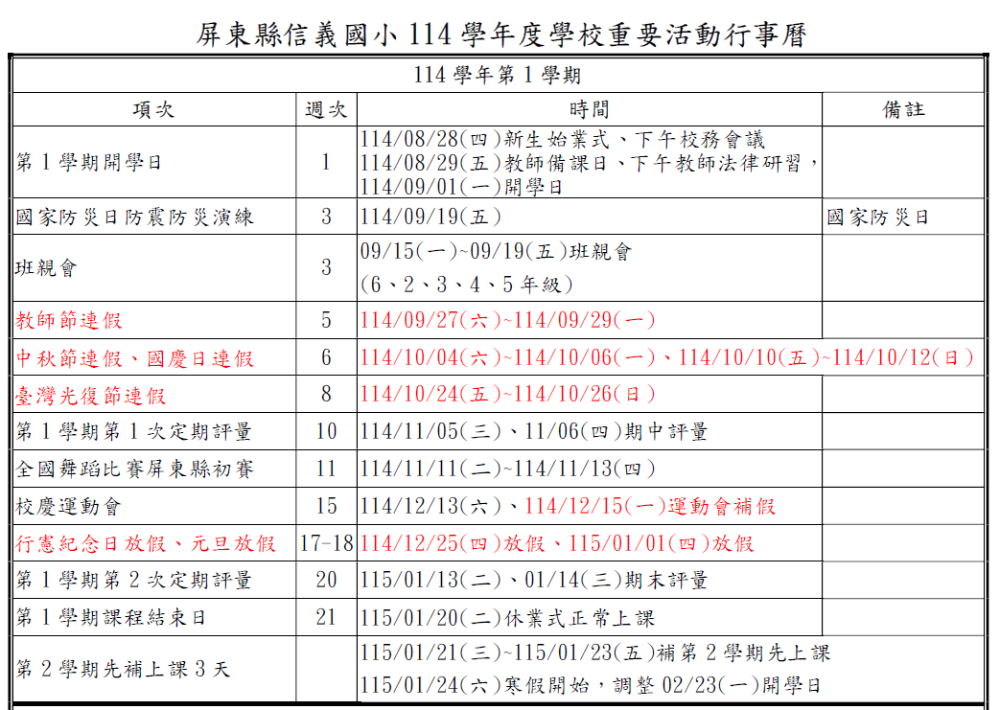 屏東縣信義國小 114 學年度學校重要活動行事曆
114 學年第 1 學期
項次 週次 時間 備註
第 1 學期開學日 1 114/08/28(四)新生始業式、下午校務會議
114/08/29(五)教師備課日、下午教師法律研習，
114/09/01(一)開學日
國家防災日防震防災演練 3 114/09/19(五) 國家防災日
班親會 3 09/15(一)~09/19(五)班親會
(6、2、3、4、5 年級)
教師節連假 5 114/09/27(六)~114/09/29(一)
中秋節連假、國慶日連假 6 114/10/04(六)~114/10/06(一)、114/10/10(五)~114/10/12(日)
臺灣光復節連假 8 114/10/24(五)~114/10/26(日)
第 1 學期第 1 次定期評量 10 114/11/05(三)、11/06(四)期中評量
全國舞蹈比賽屏東縣初賽 11 114/11/11(二)~114/11/13(四)
校慶運動會 15 114/12/13(六)、114/12/15(一)運動會補假
行憲紀念日放假、元旦放假 17-18 114/12/25(四)放假、115/01/01(四)放假
第 1 學期第 2 次定期評量 20 115/01/13(二)、01/14(三)期末評量
第 1 學期課程結束日 21 115/01/20(二)休業式正常上課
第 2 學期先補上課 3 天 115/01/21(三)~115/01/23(五)補第 2 學期先上課
115/01/24(六)寒假開始，調整 02/23(一)開學日